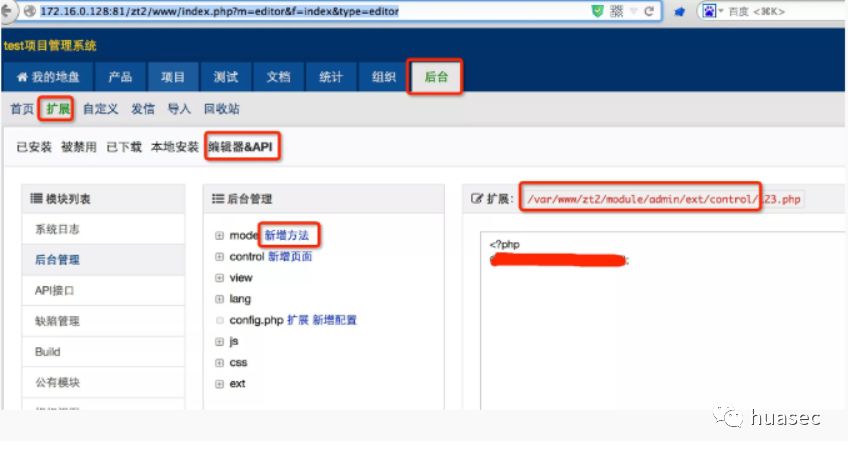 172.16.0.128:81/zt2/www/index.php?m=editor&f=index&type=editor 百度 <⌘K>
test项目管理系统
我的地盘 产品 项目 测试 文档 统计 组织 后台
首页 扩展 自定义 发信 导入 回收站
已安装 被禁用 已下载 本地安装 编辑器&API
模块列表 后台管理 扩展: /var/www/zt2/module/admin/ext/control/ 23.php
系统日志
后台管理
API接口
缺陷管理
Build
公有模块
model 新增方法
control 新增页面
view
lang
config.php 扩展 新增配置
js
css
ext
<?php
;
huasec